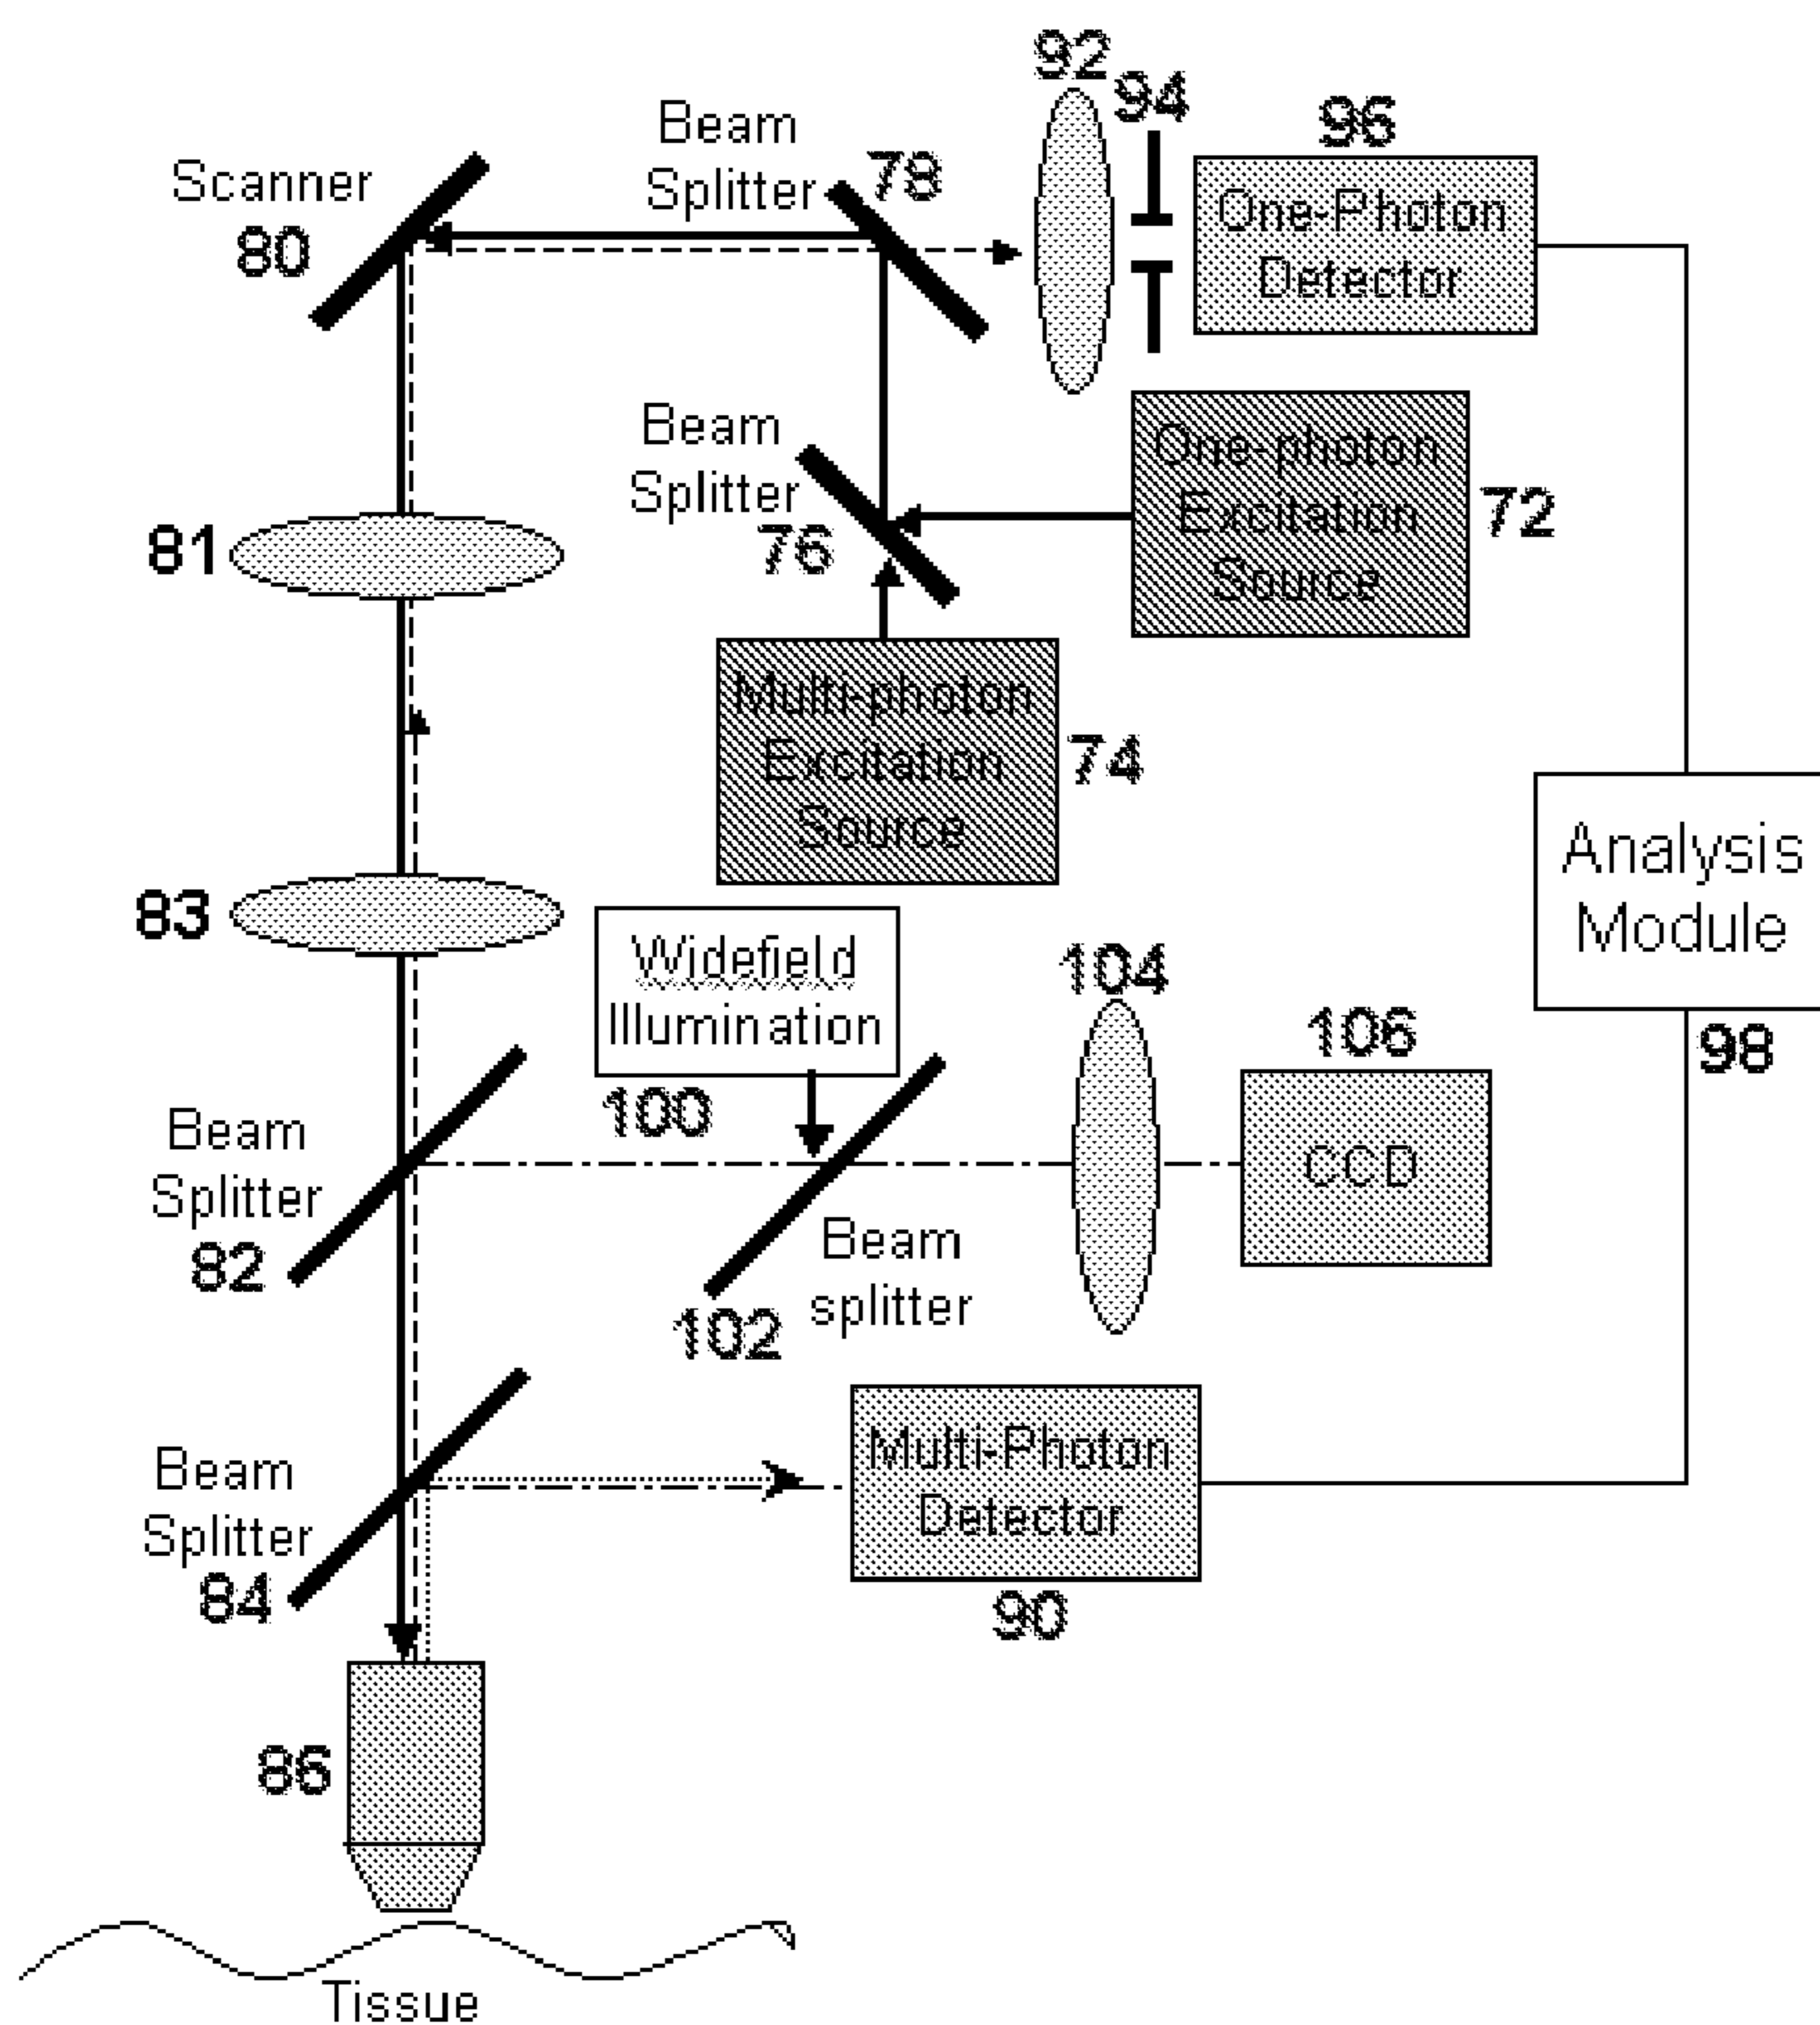 92
94
96
Beam
Splitter
78
Scanner
80
One-Photon
Detector
Beam
Splitter
76
One-photon
Excitation
Source
72
81
Multi-photon
Excitation
Source
74
Analysis
Module
98
83
Widefield
Illumination
100
104
106
CCD
Beam
Splitter
82
Beam
splitter
102
Multi-Photon
Detector
90
Beam
Splitter
84
86
Tissue